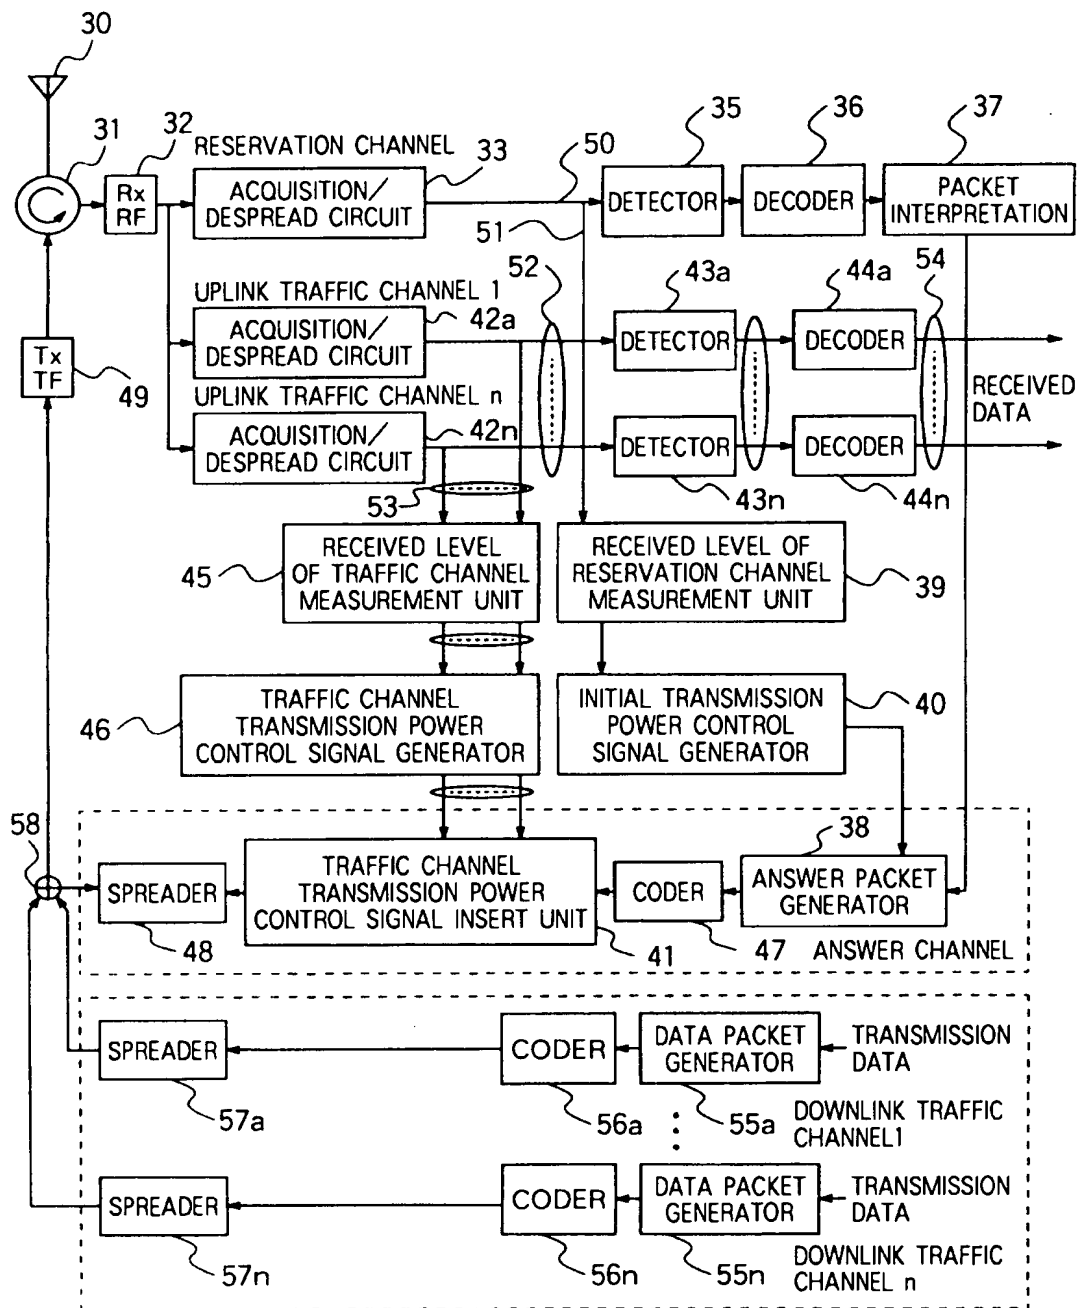 30
31
32
RESERVATION CHANNEL
33
50
35
36
37
Rx
RF
ACQUISITION/
DESPREAD CIRCUIT
DETECTOR
DECODER
PACKET
INTERPRETATION
51
UPLINK TRAFFIC CHANNEL 1
52
43a
44a
54
ACQUISITION/
DESPREAD CIRCUIT
42a
DETECTOR
DECODER
Tx
TF
49
UPLINK TRAFFIC CHANNEL n
RECEIVED
DATA
ACQUISITION/
DESPREAD CIRCUIT
42n
DETECTOR
DECODER
53
43n
44n
45
RECEIVED LEVEL
OF TRAFFIC CHANNEL
MEASUREMENT UNIT
RECEIVED LEVEL OF
RESERVATION CHANNEL
MEASUREMENT UNIT
39
46
TRAFFIC CHANNEL
TRANSMISSION POWER
CONTROL SIGNAL GENERATOR
INITIAL TRANSMISSION
POWER CONTROL
SIGNAL GENERATOR
40
58
38
SPREADER
TRAFFIC CHANNEL
TRANSMISSION POWER
CONTROL SIGNAL INSERT UNIT
CODER
ANSWER PACKET
GENERATOR
48
41
47
ANSWER CHANNEL
SPREADER
CODER
DATA PACKET
GENERATOR
TRANSMISSION
DATA
57a
56a
55a
DOWNLINK TRAFFIC
CHANNEL1
SPREADER
CODER
DATA PACKET
GENERATOR
TRANSMISSION
DATA
57n
56n
55n
DOWNLINK TRAFFIC
CHANNEL n